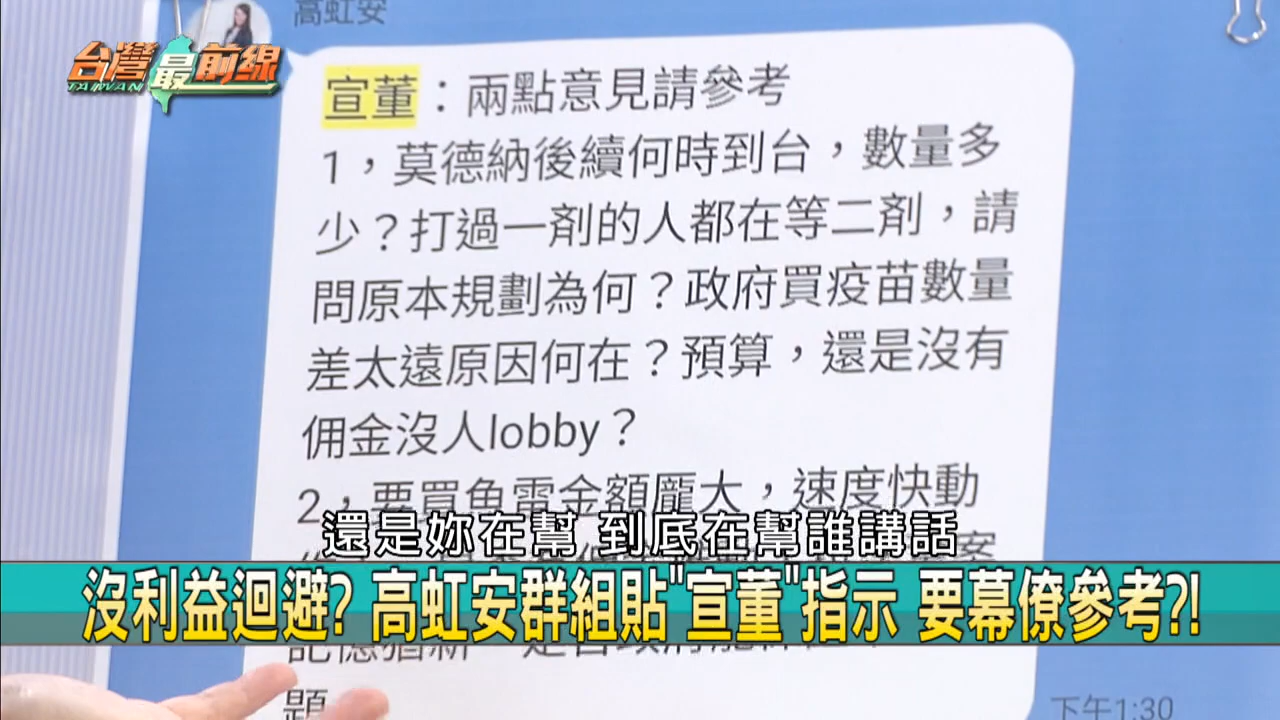 高虹安
台灣最前線
TAIWAN
宣董：兩點意見請參考
1，莫德納後續何時到台，數量多
少？打過一劑的人都在等二劑，請
問原本規劃為何？政府買疫苗數量
差太遠原因何在？預算，還是沒有
佣金沒人lobby？
2，要買魚雷金額龐大，速度快動
還是妳在幫 到底在幫誰講話
沒利益迴避? 高虹安群組貼"宣董"指示 要幕僚參考?!
題
下午1:30